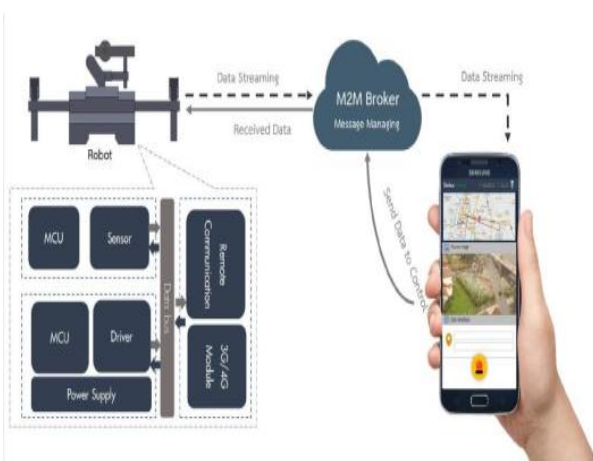 Data Streaming
Data Streaming
M2M Broker
Message Managing
Received Data
Robot
SAMSUNG
Send Data to Control
MCU
Sensor
Data bus
Remote
Communication
MCU
Driver
3G/4G
Module
Power Supply